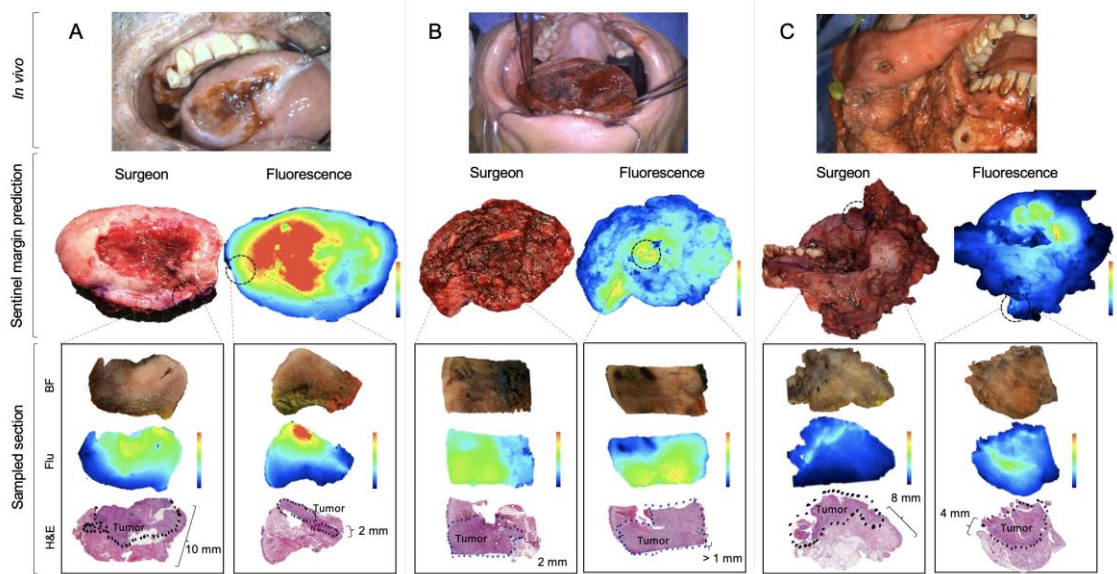 A
B
C
In vivo
Surgeon
Fluorescence
Surgeon
Fluorescence
Surgeon
Fluorescence
Sentinel margin prediction
Sampled section
BF
Flu
H&E
Tumor
10 mm
Tumor
2 mm
Tumor
2 mm
Tumor
> 1 mm
Tumor
8 mm
Tumor
4 mm